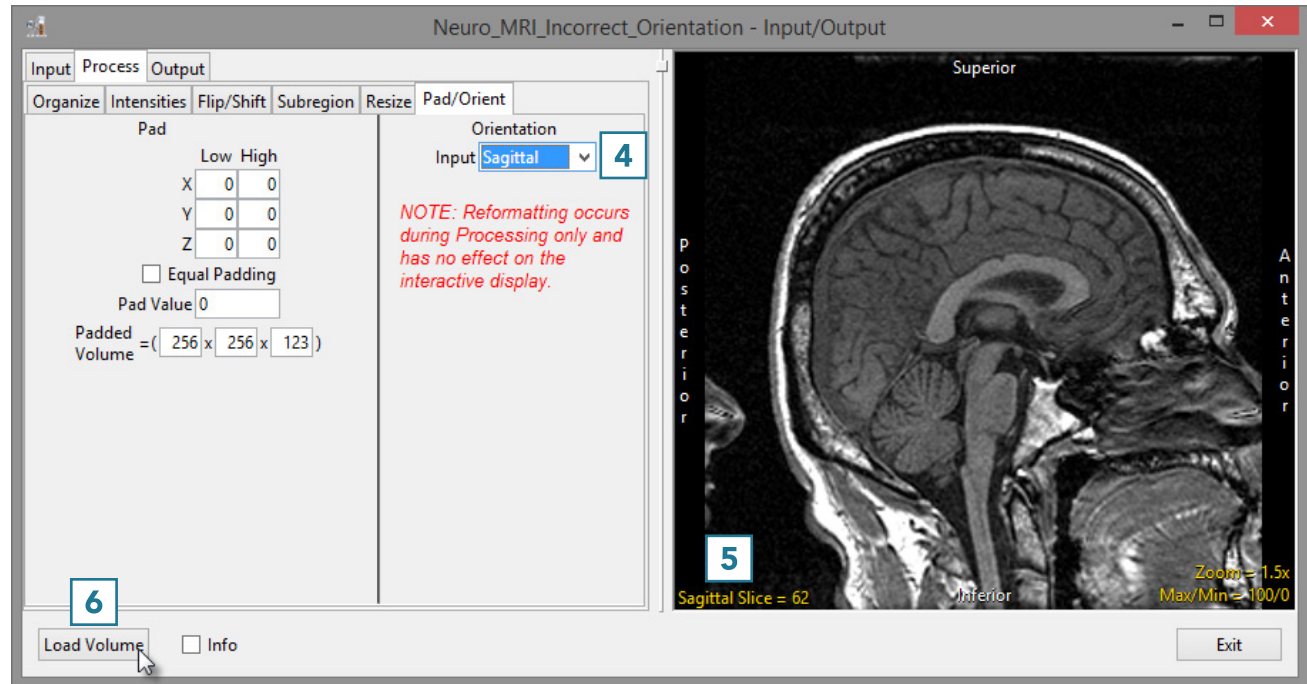 Neuro_MRI_Incorrect_Orientation - Input/Output
Input Process Output
Organize Intensities Flip/Shift Subregion Resize Pad/Orient
Pad
Low High
X 0 0
Y 0 0
Z 0 0
Equal Padding
Pad Value 0
Padded
Volume =( 256 x 256 x 123 )
Orientation
Input Sagittal
4
NOTE: Reformatting occurs
during Processing only and
has no effect on the
interactive display.
Superior
Posterior
Anterior
5
Sagittal Slice = 62
Inferior
Zoom = 1.5x
Max/Min = 100/0
6
Load Volume
Info
Exit